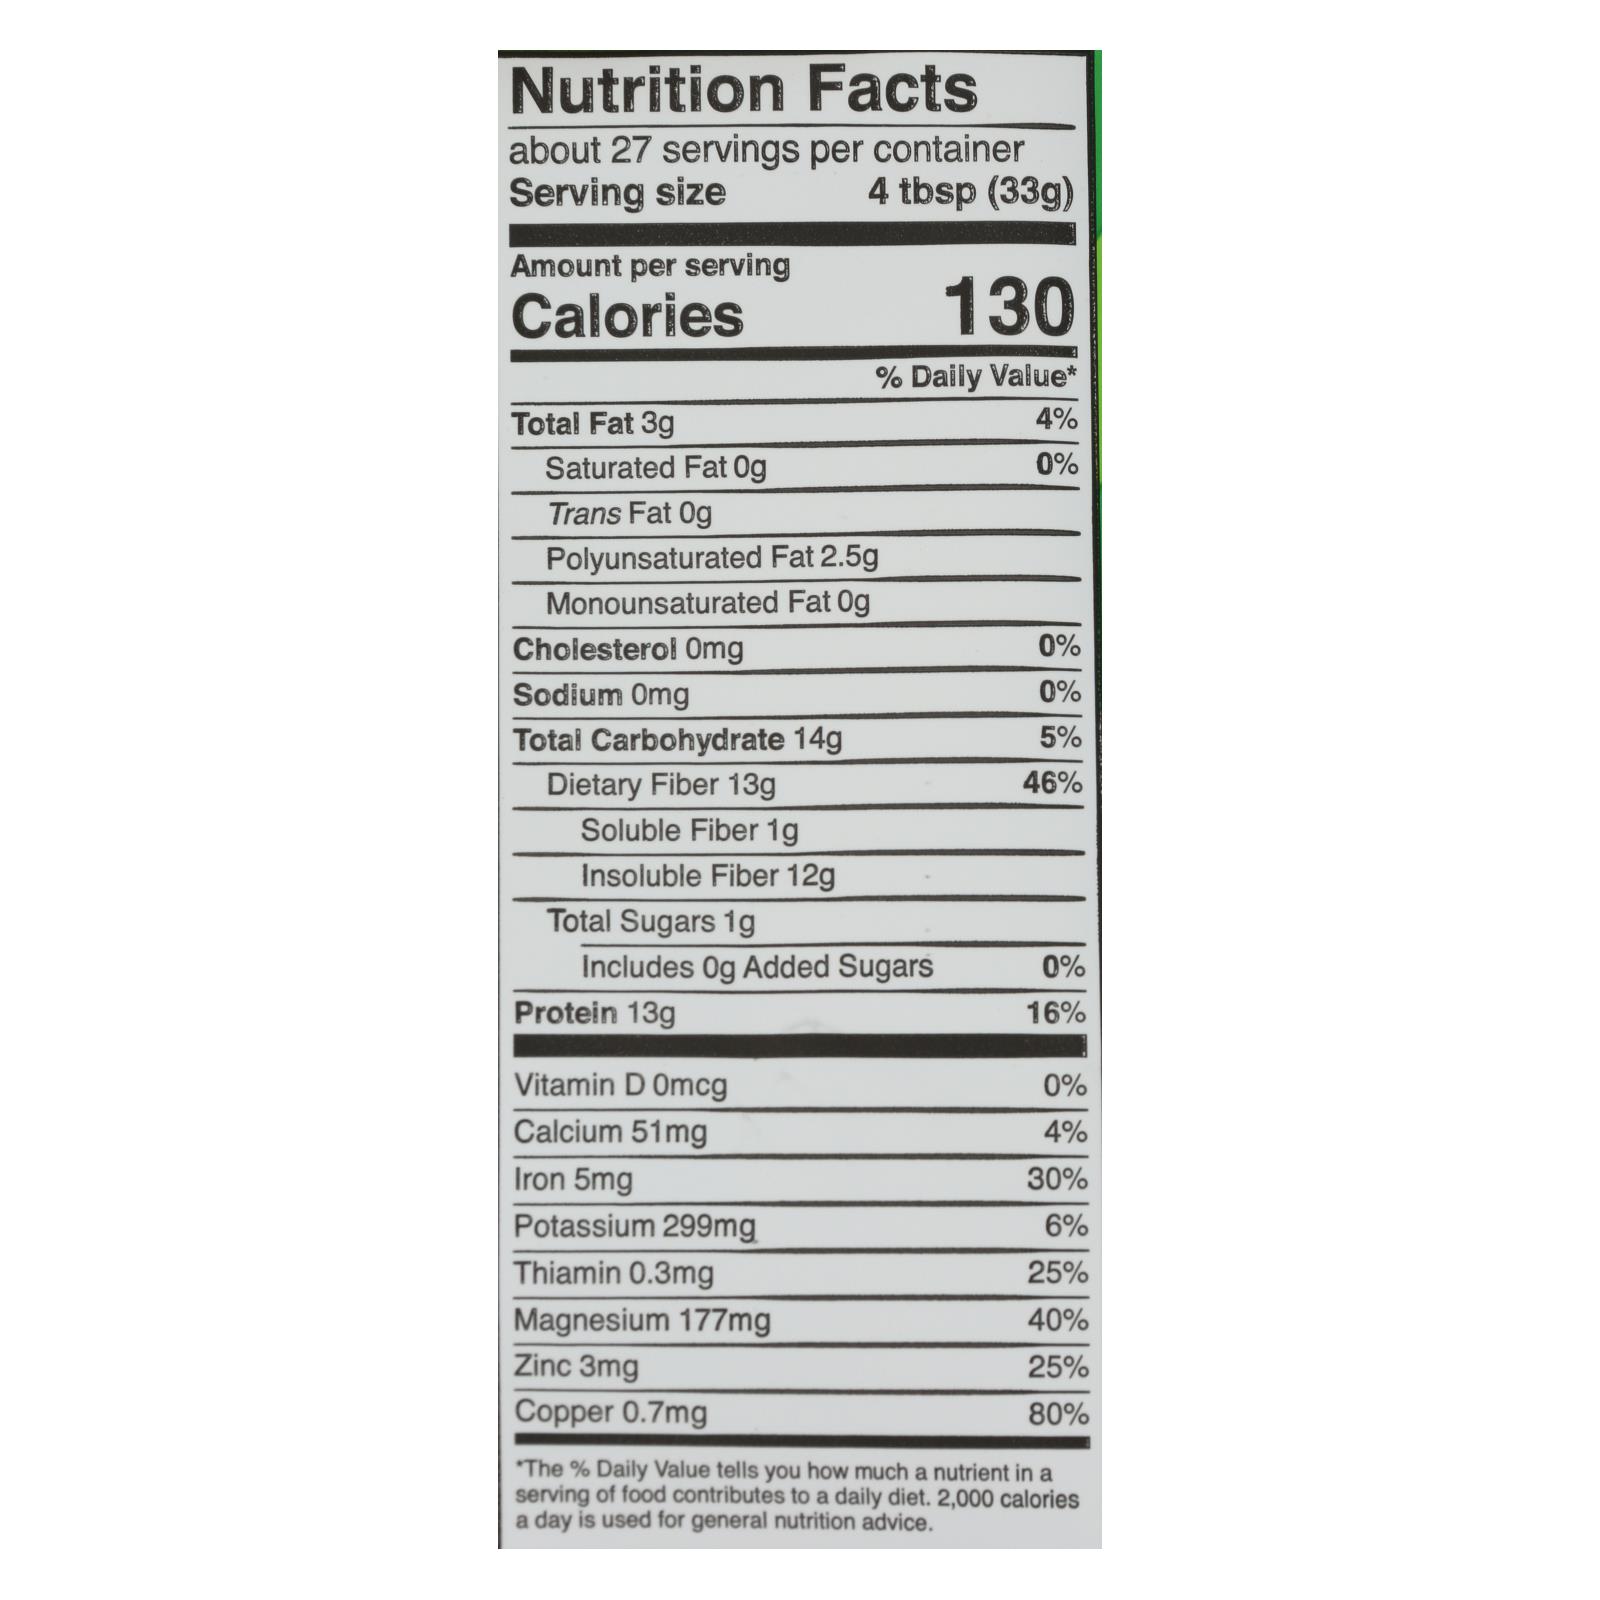 Nutrition Facts
about 27 servings per container
Serving size 4 tbsp (33g)
Amount per serving
Calories 130
% Daily Value*
Total Fat 3g 4%
Saturated Fat 0g 0%
Trans Fat 0g
Polyunsaturated Fat 2.5g
Monounsaturated Fat 0g
Cholesterol 0mg 0%
Sodium 0mg 0%
Total Carbohydrate 14g 5%
Dietary Fiber 13g 46%
Soluble Fiber 1g
Insoluble Fiber 12g
Total Sugars 1g
Includes 0g Added Sugars 0%
Protein 13g 16%
Vitamin D 0mcg 0%
Calcium 51mg 4%
Iron 5mg 30%
Potassium 299mg 6%
Thiamin 0.3mg 25%
Magnesium 177mg 40%
Zinc 3mg 25%
Copper 0.7mg 80%
*The % Daily Value tells you how much a nutrient in a
serving of food contributes to a daily diet. 2,000 calories
a day is used for general nutrition advice.